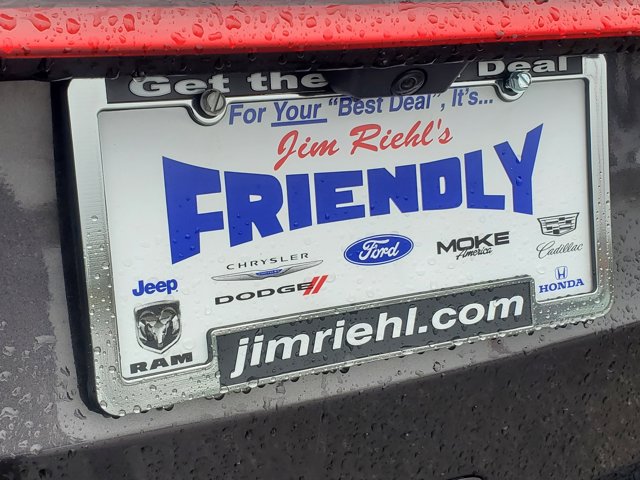 Get the Deal
For Your "Best Deal", It's...
Jim Riehl's
FRIENDLY
CHRYSLER
Ford
MOKE
America
Cadillac
Jeep
DODGE
HONDA
RAM
jimriehl.com